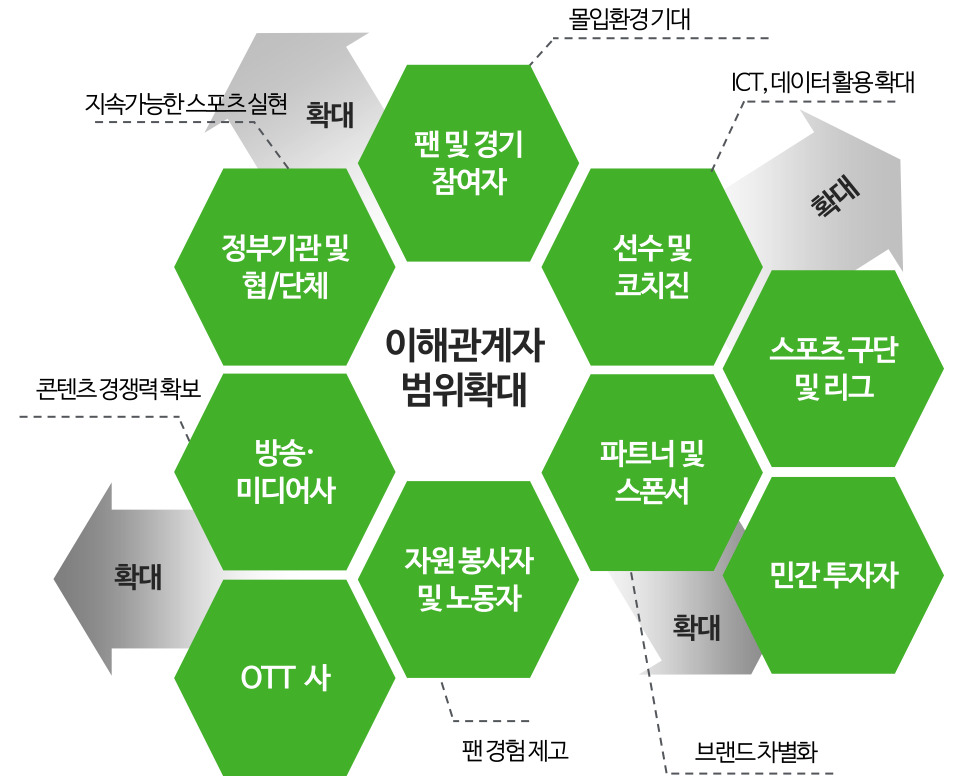 몰입환경 기대
ICT, 데이터 활용 확대
지속가능한 스포츠 실현
확대
팬 및 경기
참여자
확대
정부기관 및
협/단체
선수 및
코치진
이해관계자
범위확대
스포츠 구단
및 리그
콘텐츠 경쟁력 확보
방송·
미디어사
파트너 및
스폰서
확대
자원 봉사자
및 노동자
민간 투자자
확대
OTT 사
팬 경험 제고
브랜드 차별화